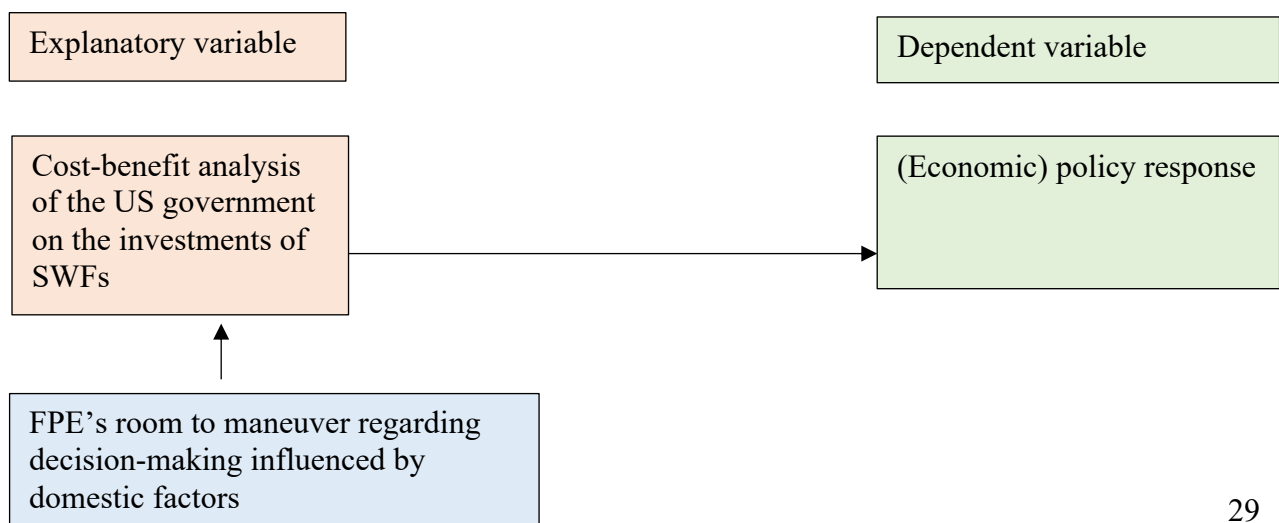 Explanatory variable
Dependent variable
Cost-benefit analysis
of the US government
on the investments of
SWFs
(Economic) policy response
FPE’s room to maneuver regarding
decision-making influenced by
domestic factors
29